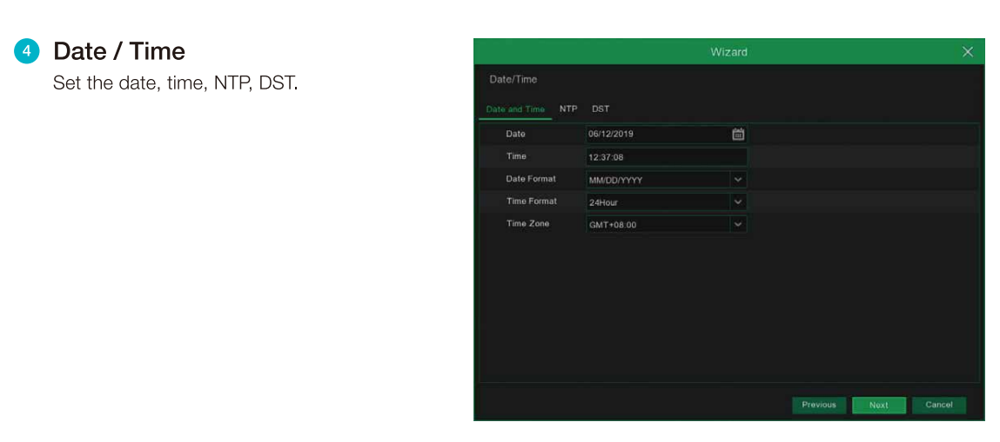 4 Date / Time
Set the date, time, NTP, DST.
Wizard
Date/Time
Date and Time NTP DST
Date 06/12/2019
Time 12:37:08
Date Format MM/DD/YYYY
Time Format 24Hour
Time Zone GMT+08:00
Previous Next Cancel